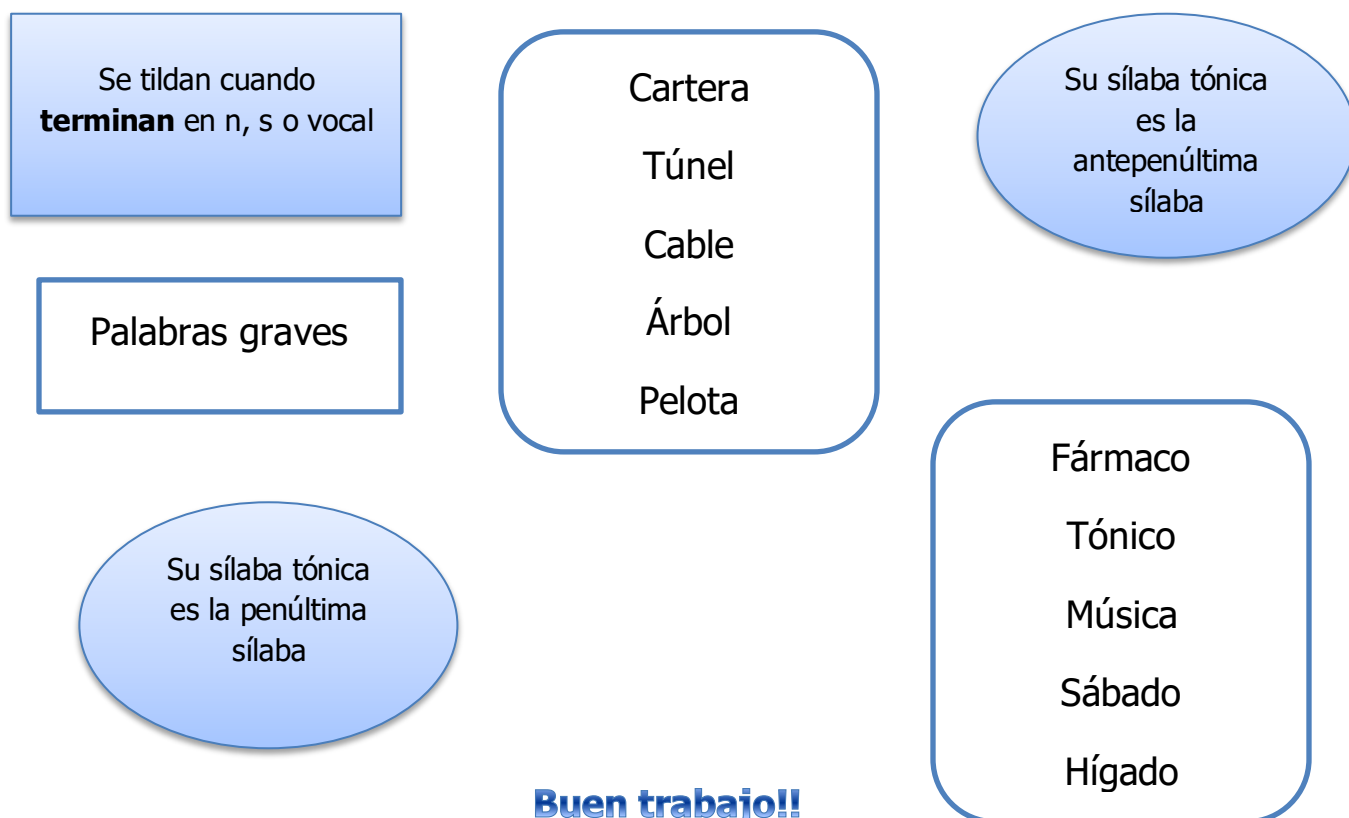 Se tildan cuando
terminan en n, s o vocal
Cartera
Túnel
Cable
Árbol
Pelota
Su sílaba tónica
es la
antepenúltima
sílaba
Palabras graves
Fármaco
Tónico
Música
Sábado
Hígado
Su sílaba tónica
es la penúltima
sílaba
Buen trabajo!!